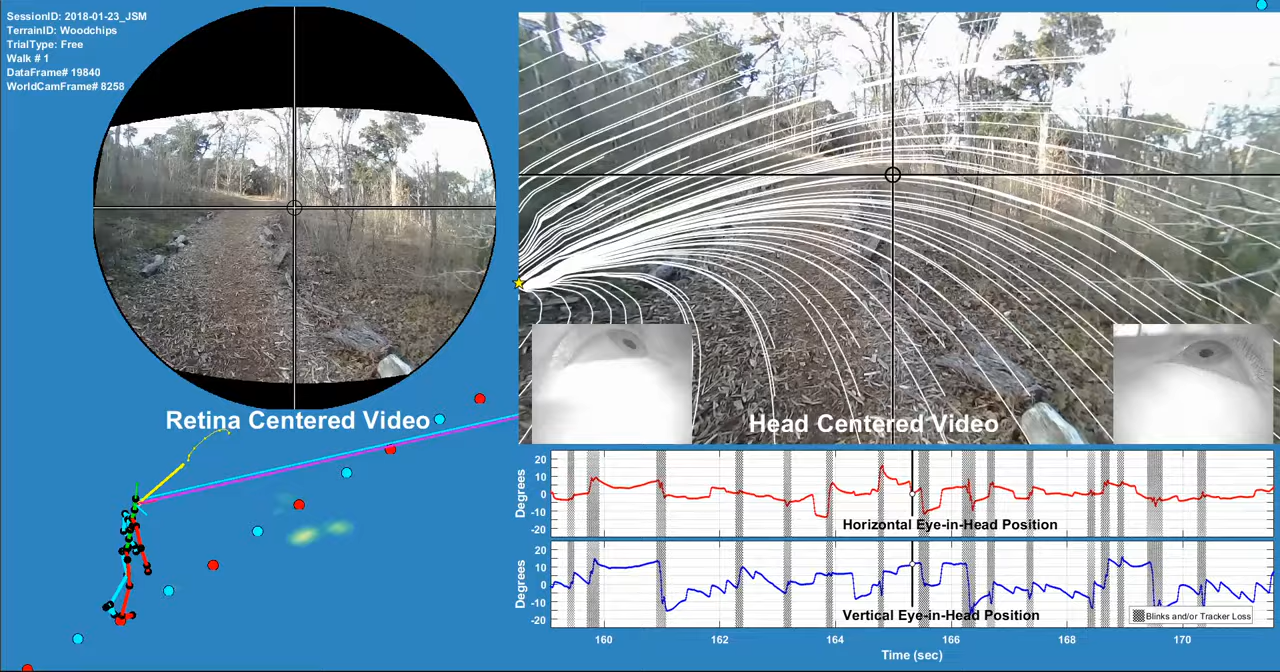 SessionID: 2018-01-23_JSM
TerrainID: Woodchips
TrialType: Free
Walk # 1
DataFrame# 19840
WorldCamFrame# 8258
Retina Centered Video
Head Centered Video
20
10
0
-10
-20
Degrees
Horizontal Eye-in-Head Position
20
10
0
-10
-20
Degrees
Vertical Eye-in-Head Position
Blinks and/or Tracker Loss
160 162 164 166 168 170
Time (sec)